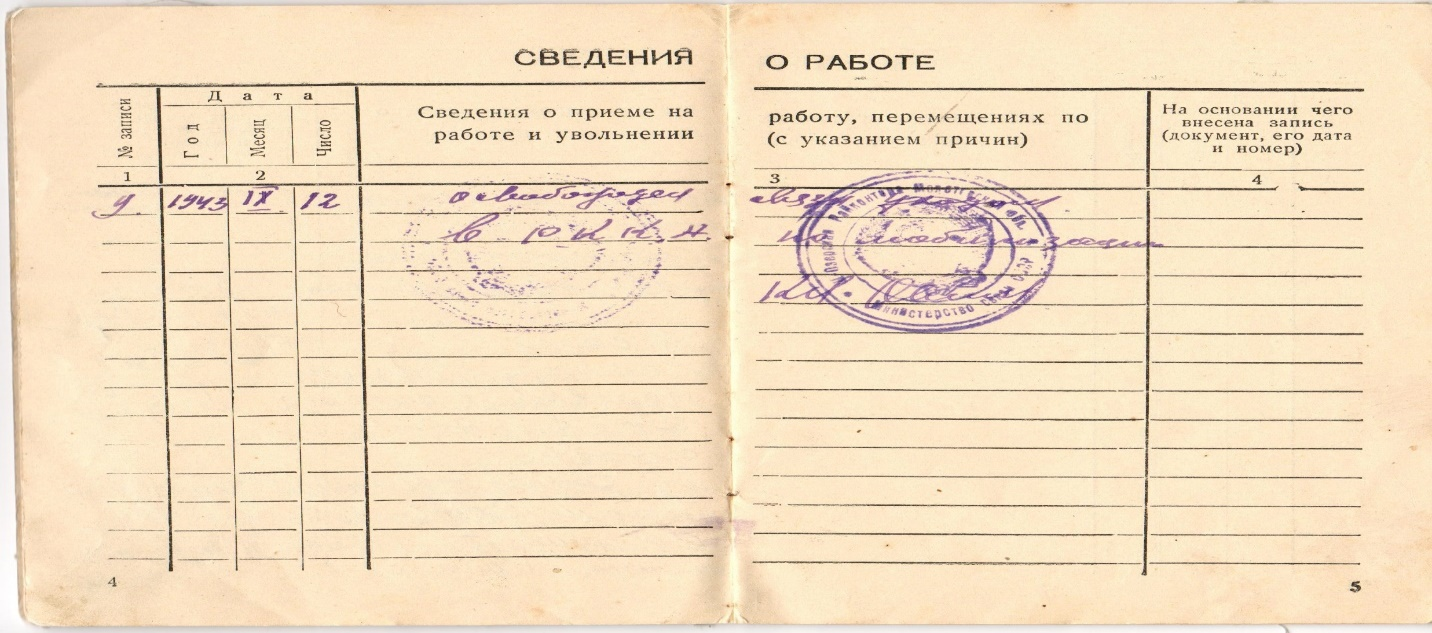 СВЕДЕНИЯ О РАБОТЕ
№ записи
Дата
Год
Месяц
Число
Сведения о приеме на
работе и увольнении
работу, перемещениях по
(с указанием причин)
На основании чего
внесена запись
(документ, его дата
и номер)
1
2
3
4
9. 1943 IX 12 освобожден
в Р К К А.
по мобилизации
Министерство
4
5